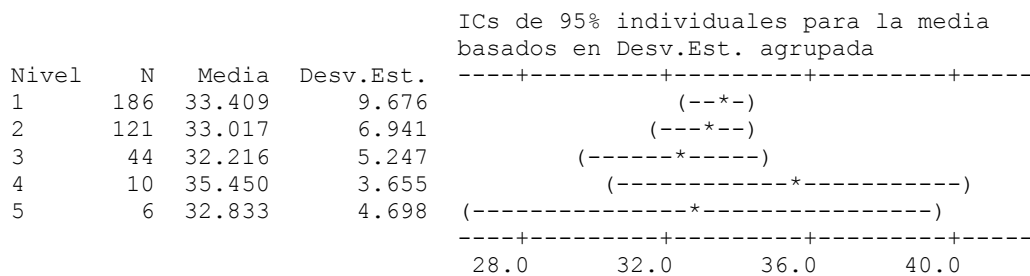 ICs de 95% individuales para la media
                               basados en Desv.Est. agrupada
Nivel    N   Media  Desv.Est.  ----+---------+---------+---------+-----
1      186  33.409      9.676                 (--*-)
2      121  33.017      6.941               (---*--)
3       44  32.216      5.247          (------*-----)
4       10  35.450      3.655            (------------*-----------)
5        6  32.833      4.698  (---------------*----------------)
                               ----+---------+---------+---------+-----
                                28.0      32.0      36.0      40.0